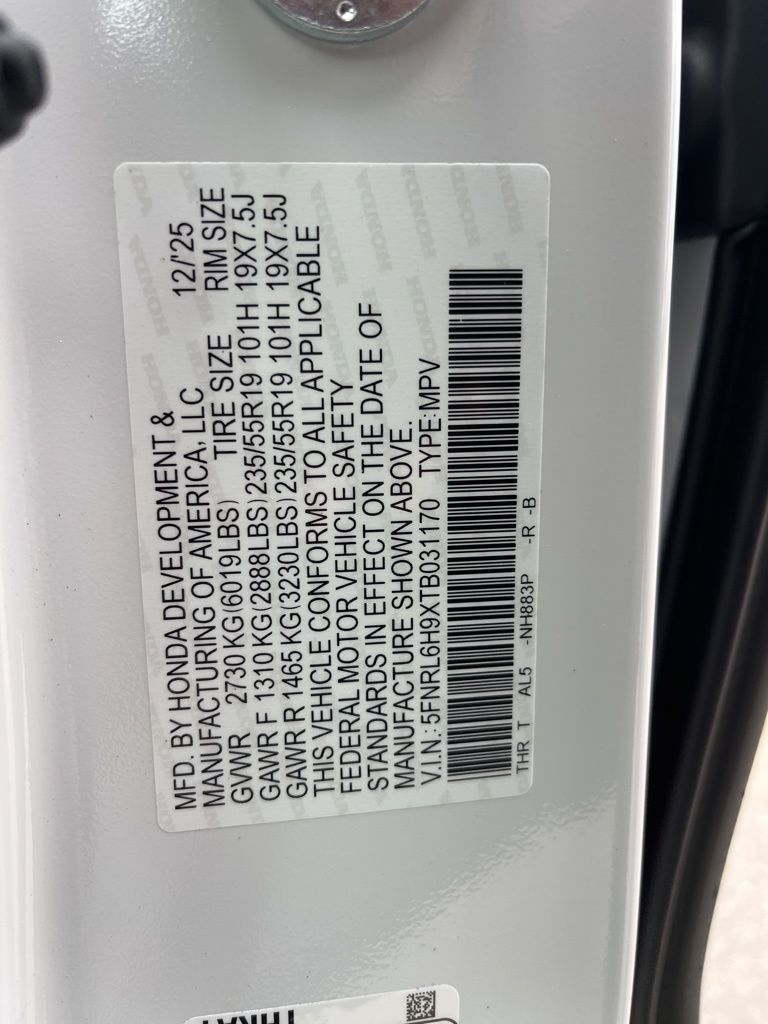 MFD. BY HONDA DEVELOPMENT &
MANUFACTURING OF AMERICA, LLC 12/'25
GVWR 2730 KG(6019LBS) TIRE SIZE RIM SIZE
GAWR F 1310 KG(2888LBS)235/55R19 101H 19X7.5J
GAWR R 1465 KG(3230LBS)235/55R19 101H 19X7.5J
THIS VEHICLE CONFORMS TO ALL APPLICABLE
FEDERAL MOTOR VEHICLE SAFETY
STANDARDS IN EFFECT ON THE DATE OF
MANUFACTURE SHOWN ABOVE.
V.I.N.: 5FNRL6H9XTB031170 TYPE: MPV
THR T AL5 -NH883P -R -B